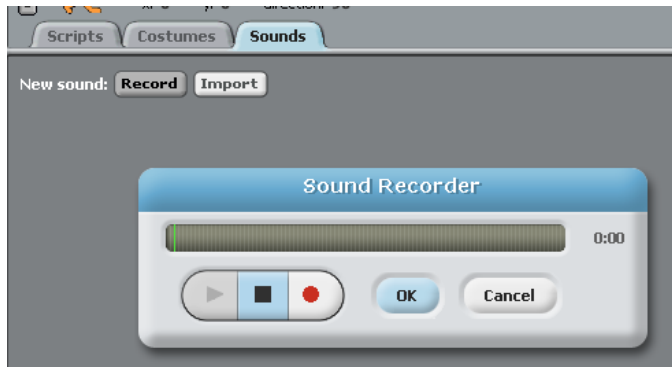 Scripts Costumes Sounds
New sound: Record Import
Sound Recorder
0:00
OK Cancel